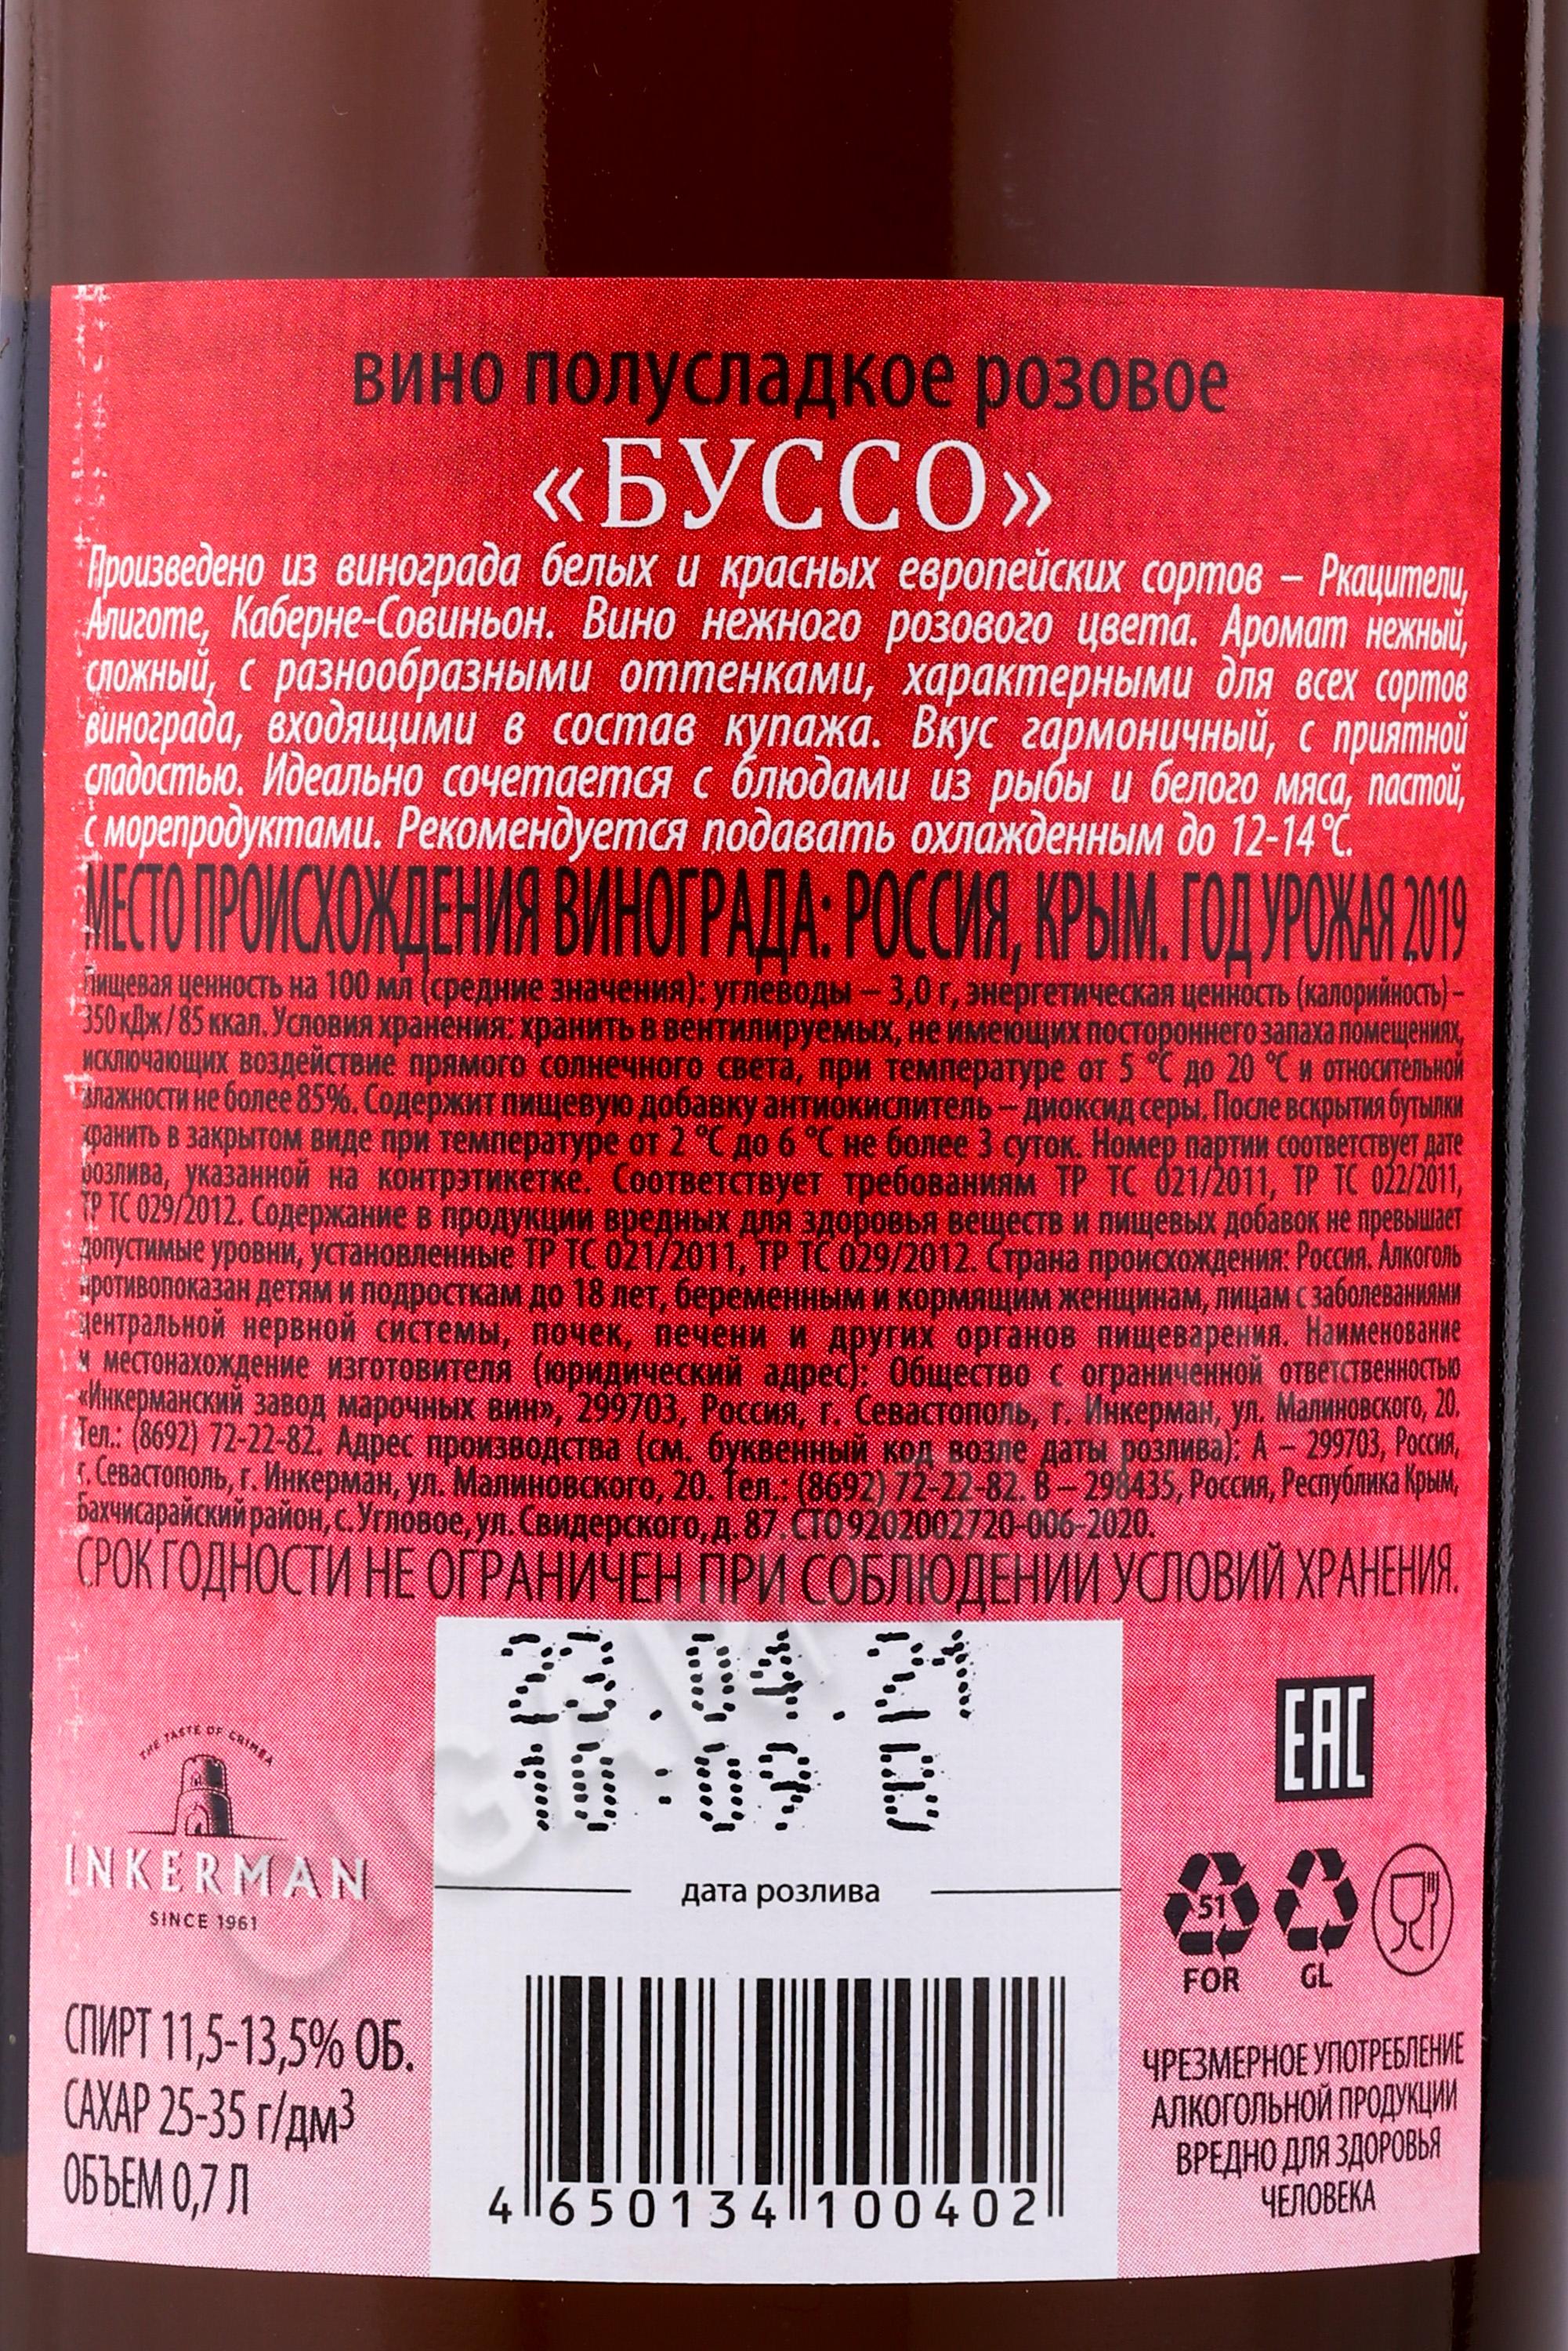 вино полусладкое розовое
«БУССО»
Произведено из винограда белых и красных европейских сортов – Ркацители,
Алиготе, Каберне-Совиньон. Вино нежного розового цвета. Аромат нежный,
сложный, с разнообразными оттенками, характерными для всех сортов
винограда, входящими в состав купажа. Вкус гармоничный, с приятной
сладостью. Идеально сочетается с блюдами из рыбы и белого мяса, пастой,
с морепродуктами. Рекомендуется подавать охлажденным до 12-14°С.
МЕСТО ПРОИСХОЖДЕНИЯ ВИНОГРАДА: РОССИЯ, КРЫМ. ГОД УРОЖАЯ 2019
Пищевая ценность на 100 мл (средние значения): углеводы – 3,0 г, энергетическая ценность (калорийность) –
350 кДж / 85 ккал. Условия хранения: хранить в вентилируемых, не имеющих постороннего запаха помещениях,
исключающих воздействие прямого солнечного света, при температуре от 5 °С до 20 °С и относительной
влажности не более 85%. Содержит пищевую добавку антиокислитель – диоксид серы. После вскрытия бутылки
хранить в закрытом виде при температуре от 2 °С до 6 °С не более 3 суток. Номер партии соответствует дате
розлива, указанной на контрэтикетке. Соответствует требованиям ТР ТС 021/2011, ТР ТС 022/2011,
ТР ТС 029/2012. Содержание в продукции вредных для здоровья веществ и пищевых добавок не превышает
допустимые уровни, установленные ТР ТС 021/2011, ТР ТС 029/2012. Страна происхождения: Россия. Алкоголь
противопоказан детям и подросткам до 18 лет, беременным и кормящим женщинам, лицам с заболеваниями
центральной нервной системы, почек, печени и других органов пищеварения. Наименование
и местонахождение изготовителя (юридический адрес): Общество с ограниченной ответственностью
«Инкерманский завод марочных вин», 299703, Россия, г. Севастополь, г. Инкерман, ул. Малиновского, 20.
Тел.: (8692) 72-22-82. Адрес производства (см. буквенный код возле даты розлива): А – 299703, Россия,
г. Севастополь, г. Инкерман, ул. Малиновского, 20. Тел.: (8692) 72-22-82. В – 298435, Россия, Республика Крым,
Бахчисарайский район, с. Угловое, ул. Свидерского, д. 87. СТО 9202002720-006-2020.
СРОК ГОДНОСТИ НЕ ОГРАНИЧЕН ПРИ СОБЛЮДЕНИИ УСЛОВИЙ ХРАНЕНИЯ.
23.04.21
10:09 В
дата розлива
THE TASTE OF CRIMEA
INKERMAN
SINCE 1961
EAC
51
FOR
GL
СПИРТ 11,5-13,5% ОБ.
САХАР 25-35 г/дм³
ОБЪЕМ 0,7 Л
4 650134 100402
ЧРЕЗМЕРНОЕ УПОТРЕБЛЕНИЕ
АЛКОГОЛЬНОЙ ПРОДУКЦИИ
ВРЕДНО ДЛЯ ЗДОРОВЬЯ
ЧЕЛОВЕКА